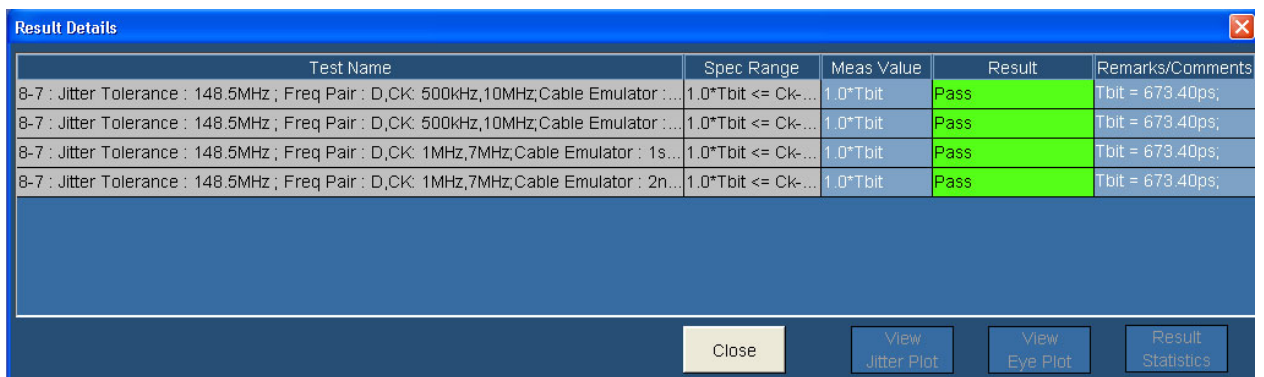 Result Details
Test Name Spec Range Meas Value Result Remarks/Comments
8-7 : Jitter Tolerance : 148.5MHz ; Freq Pair : D,CK: 500kHz,10MHz;Cable Emulator :... 1.0*Tbit <= Ck-... 1.0*Tbit Pass Tbit = 673.40ps;
8-7 : Jitter Tolerance : 148.5MHz ; Freq Pair : D,CK: 500kHz,10MHz;Cable Emulator :... 1.0*Tbit <= Ck-... 1.0*Tbit Pass Tbit = 673.40ps;
8-7 : Jitter Tolerance : 148.5MHz ; Freq Pair : D,CK: 1MHz,7MHz;Cable Emulator : 1s... 1.0*Tbit <= Ck-... 1.0*Tbit Pass Tbit = 673.40ps;
8-7 : Jitter Tolerance : 148.5MHz ; Freq Pair : D,CK: 1MHz,7MHz;Cable Emulator : 2n... 1.0*Tbit <= Ck-... 1.0*Tbit Pass Tbit = 673.40ps;
Close
View
Jitter Plot
View
Eye Plot
Result
Statistics